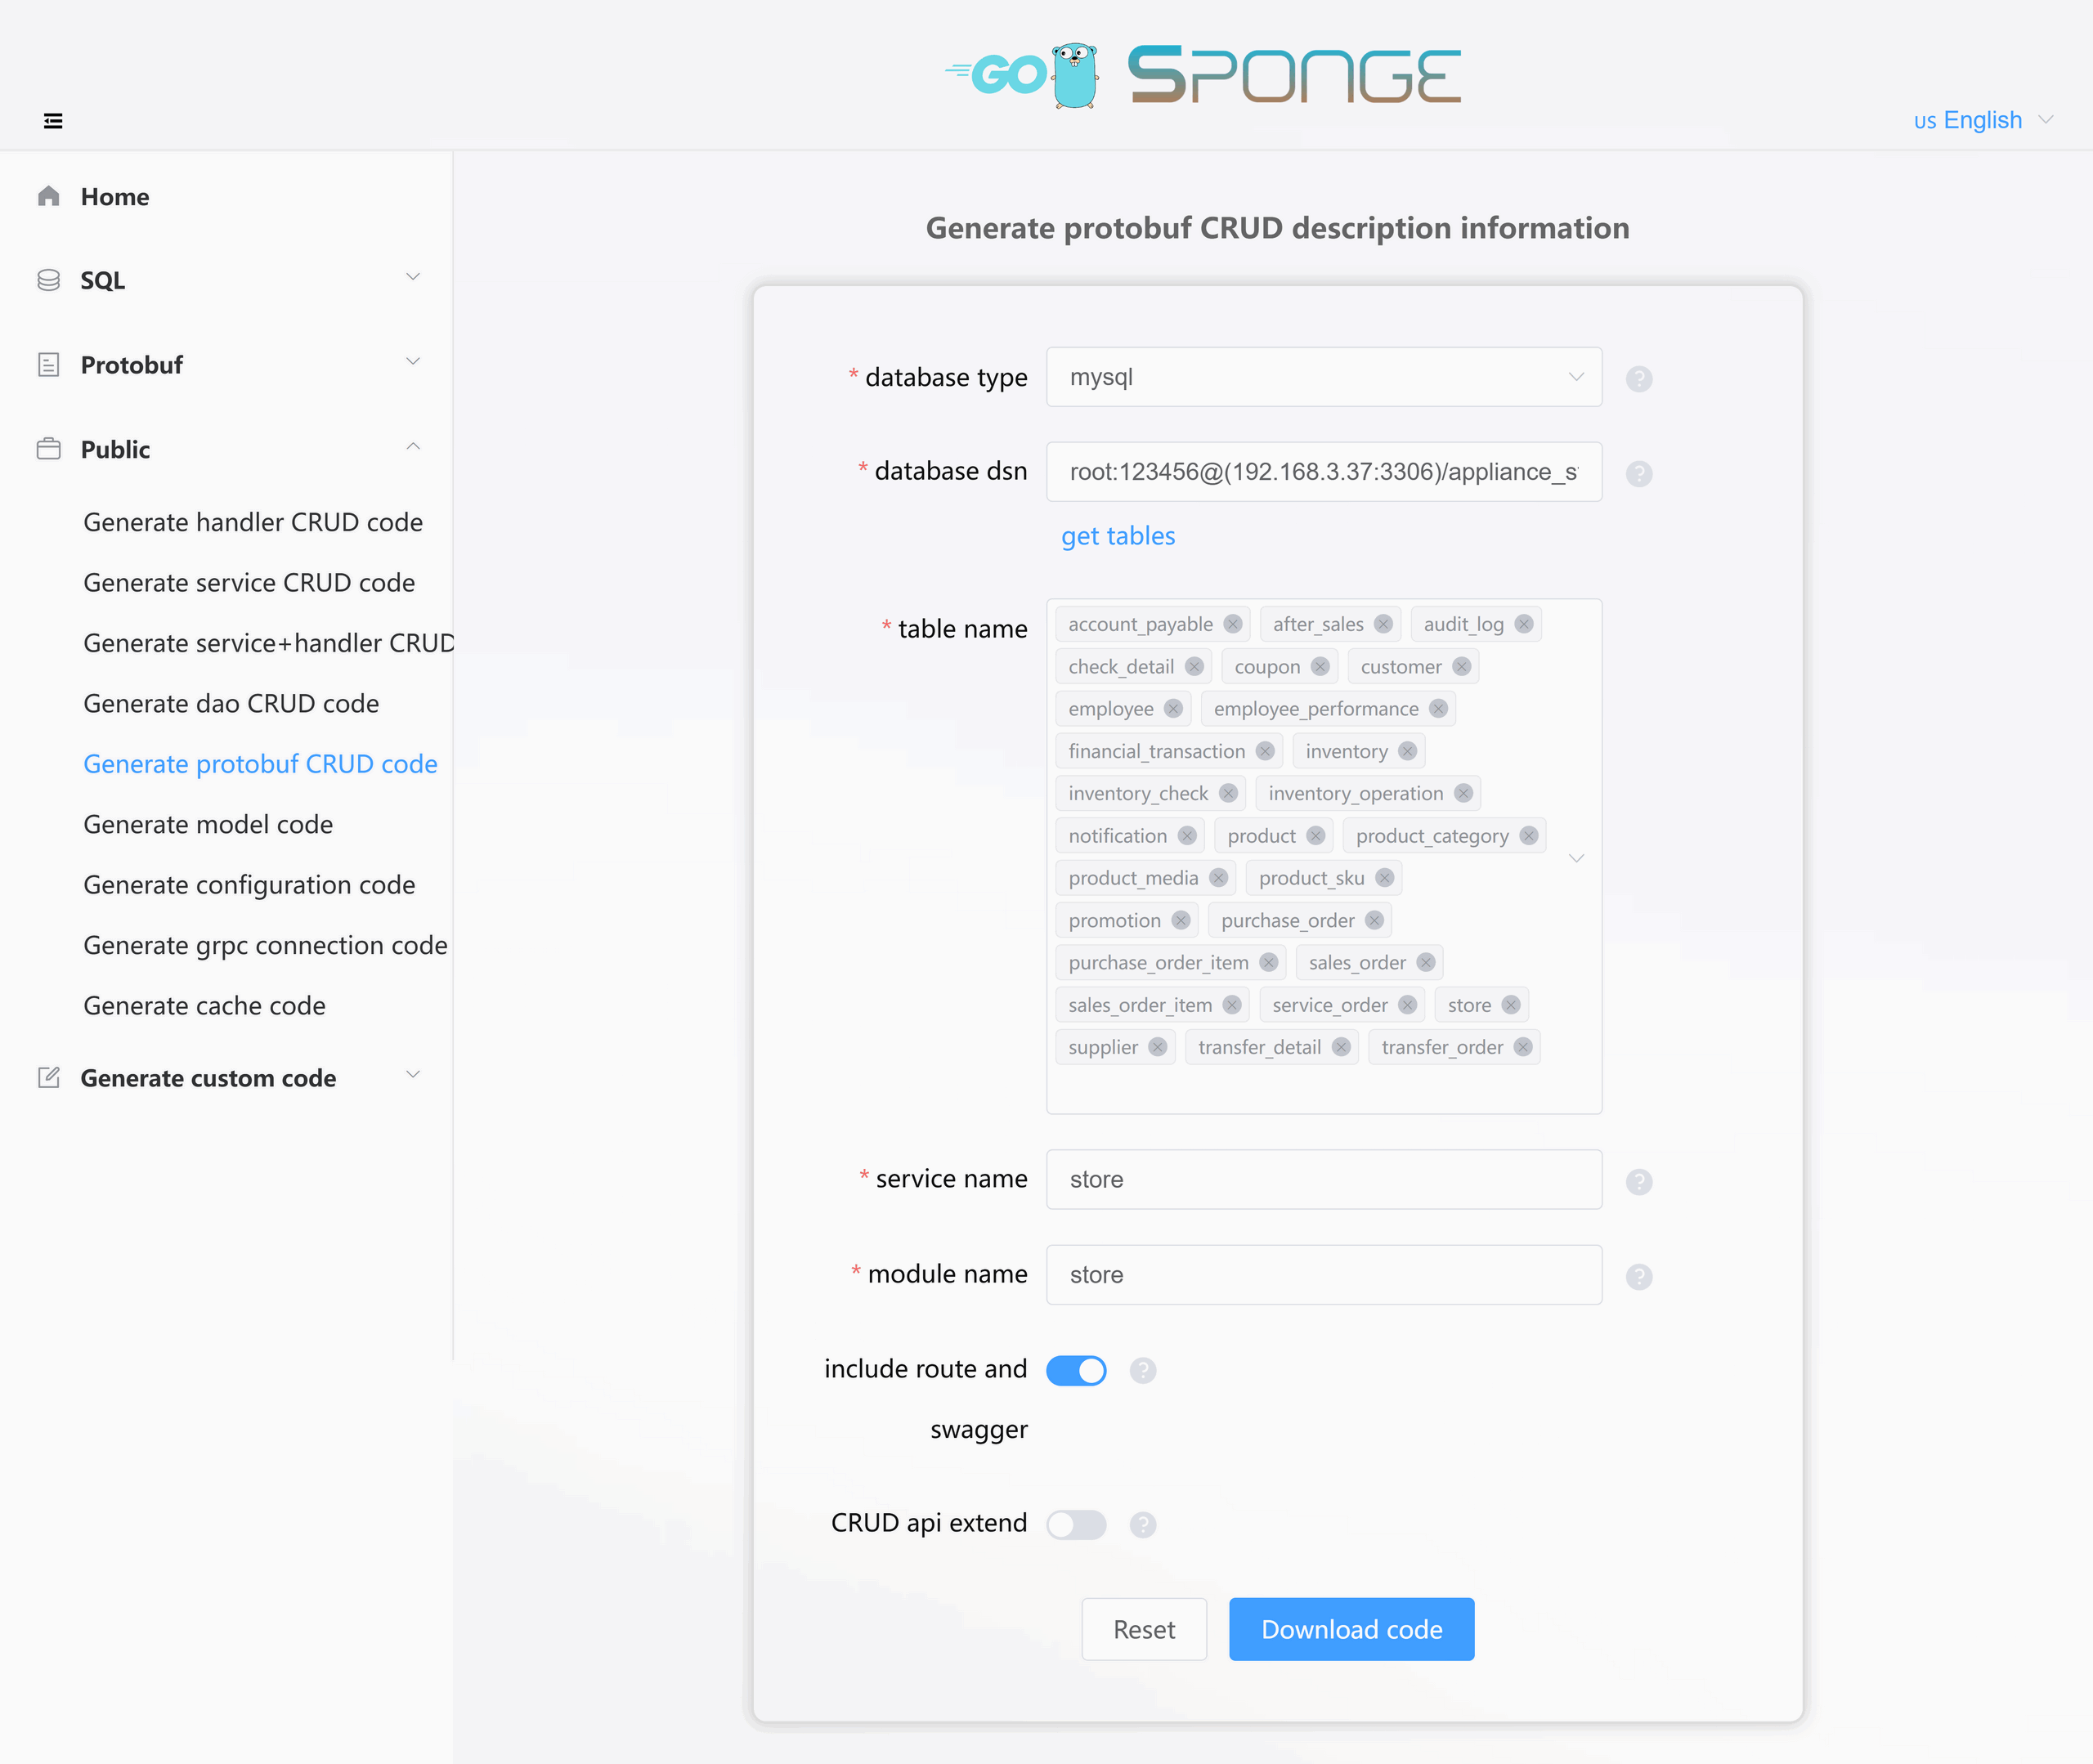 GO SPONGE
US English
Home
SQL
Protobuf
Public
Generate handler CRUD code
Generate service CRUD code
Generate service+handler CRUD
Generate dao CRUD code
Generate protobuf CRUD code
Generate model code
Generate configuration code
Generate grpc connection code
Generate cache code
Generate custom code
Generate protobuf CRUD description information
* database type mysql ?
* database dsn root:123456@(192.168.3.37:3306)/appliance_s ?
get tables
* table name account_payable after_sales audit_log
check_detail coupon customer
employee employee_performance
financial_transaction inventory
inventory_check inventory_operation
notification product product_category
product_media product_sku
promotion purchase_order
purchase_order_item sales_order
sales_order_item service_order store
supplier transfer_detail transfer_order
* service name store ?
* module name store ?
include route and ?
swagger
CRUD api extend ?
Reset Download code